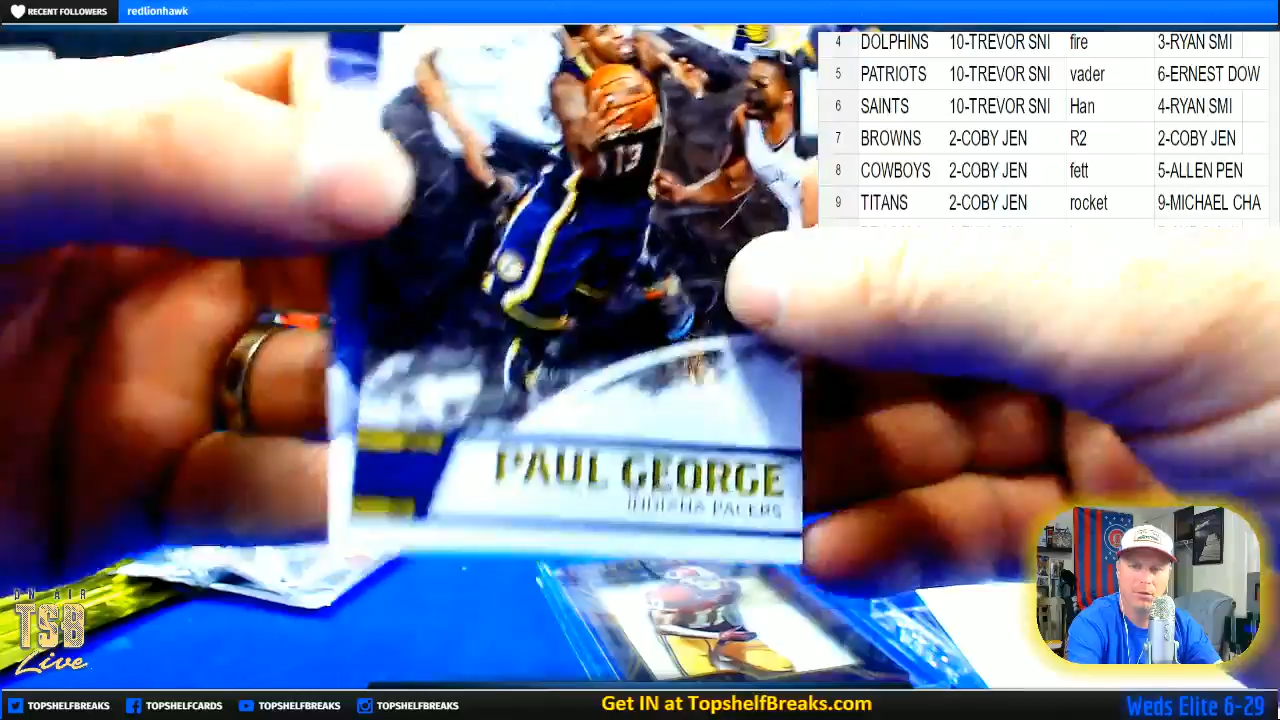 RECENT FOLLOWERS redlionhawk
4 DOLPHINS 10-TREVOR SNI fire 3-RYAN SMI
5 PATRIOTS 10-TREVOR SNI vader 6-ERNEST DOW
6 SAINTS 10-TREVOR SNI Han 4-RYAN SMI
7 BROWNS 2-COBY JEN R2 2-COBY JEN
8 COWBOYS 2-COBY JEN fett 5-ALLEN PEN
9 TITANS 2-COBY JEN rocket 9-MICHAEL CHA
13
PAUL GEORGE
INDIANA PACERS
ON AIR
TSB
Live
TOPSHELFBREAKS TOPSHELFCARDS TOPSHELFBREAKS TOPSHELFBREAKS Get IN at TopshelfBreaks.com Weds Elite 6-29